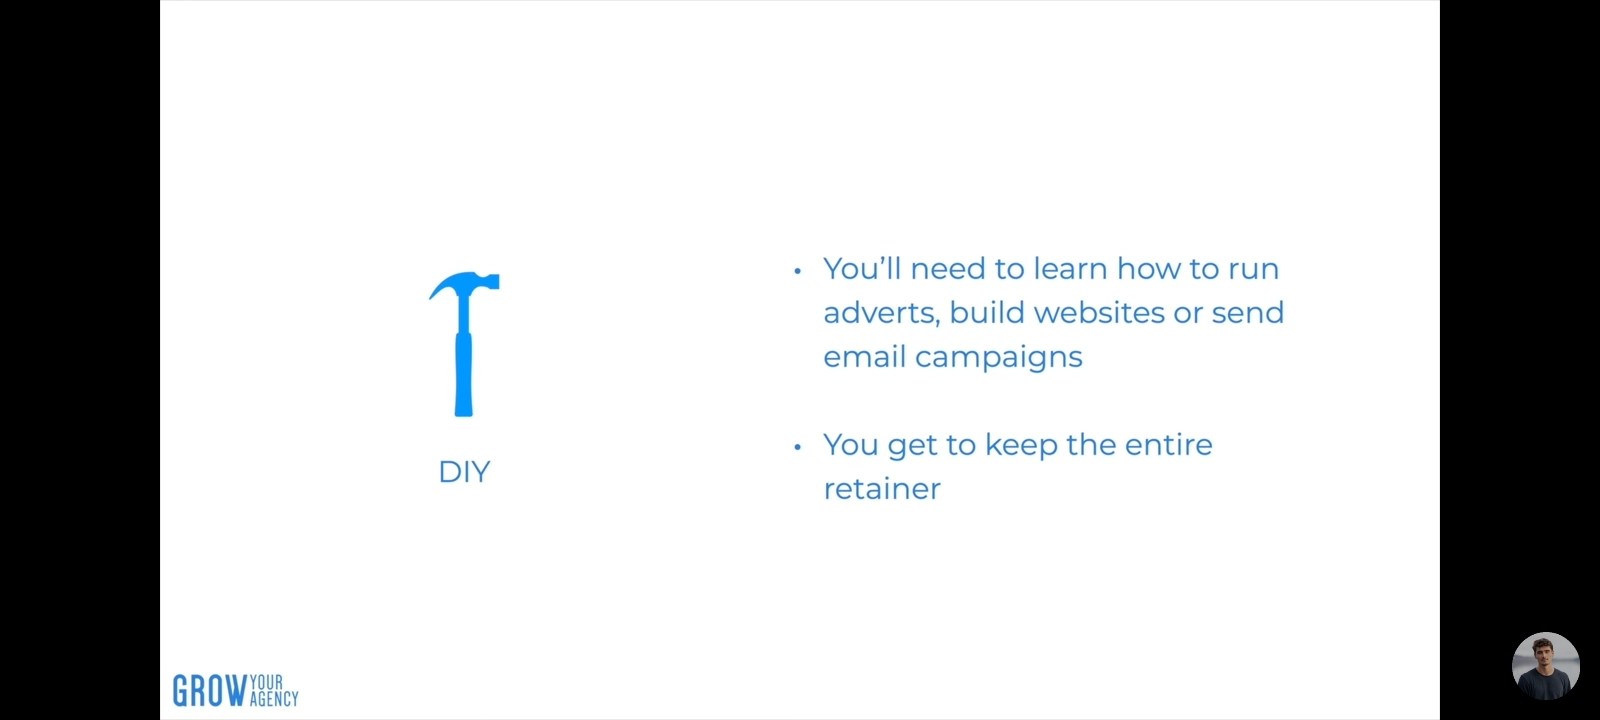 • You’ll need to learn how to run
adverts, build websites or send
email campaigns
• You get to keep the entire
retainer
DIY
GROW YOUR AGENCY